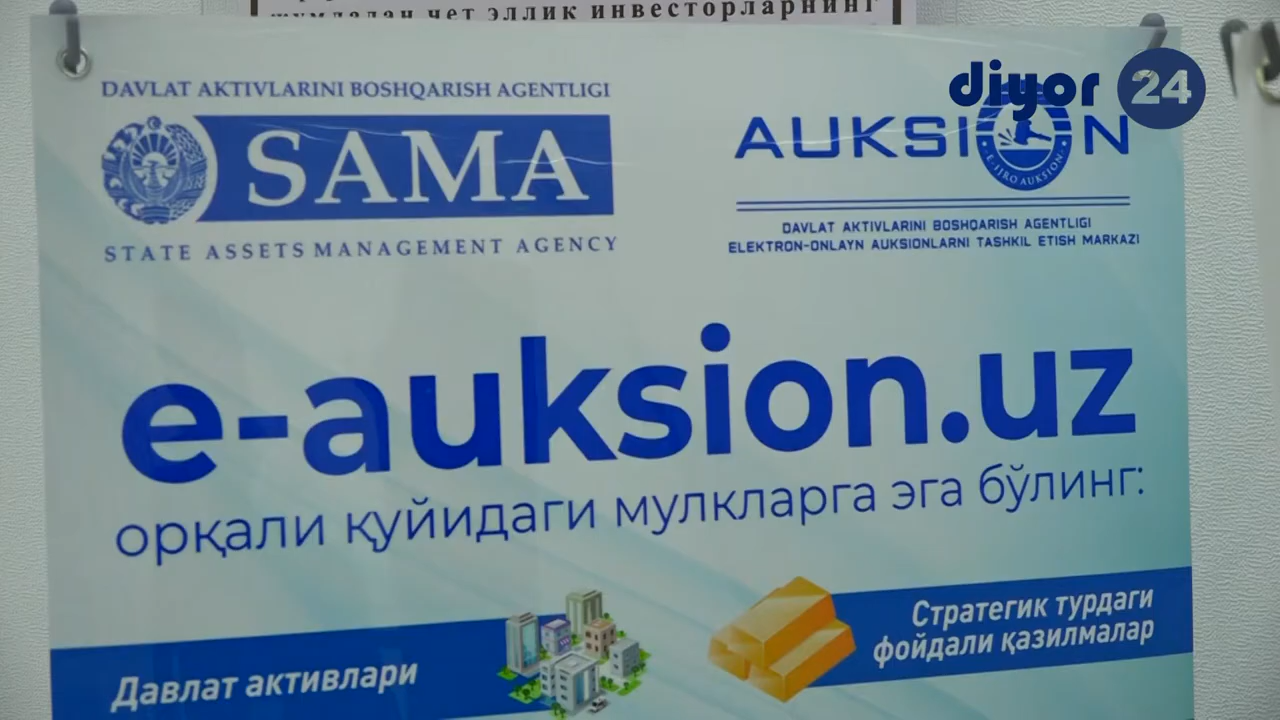 чет эллик инвесторларнинг
diyor 24
DAVLAT AKTIVLARINI BOSHQARISH AGENTLIGI
SAMA
STATE ASSETS MANAGEMENT AGENCY
AUKSION
E-IJRO AUKSION
DAVLAT AKTIVLARINI BOSHQARISH AGENTLIGI
ELEKTRON-ONLAYN AUKSIONLARNI TASHKIL ETISH MARKAZI
e-auksion.uz
орқали қуйидаги мулкларга эга бўлинг:
Давлат активлари
Стратегик турдаги
фойдали қазилмалар